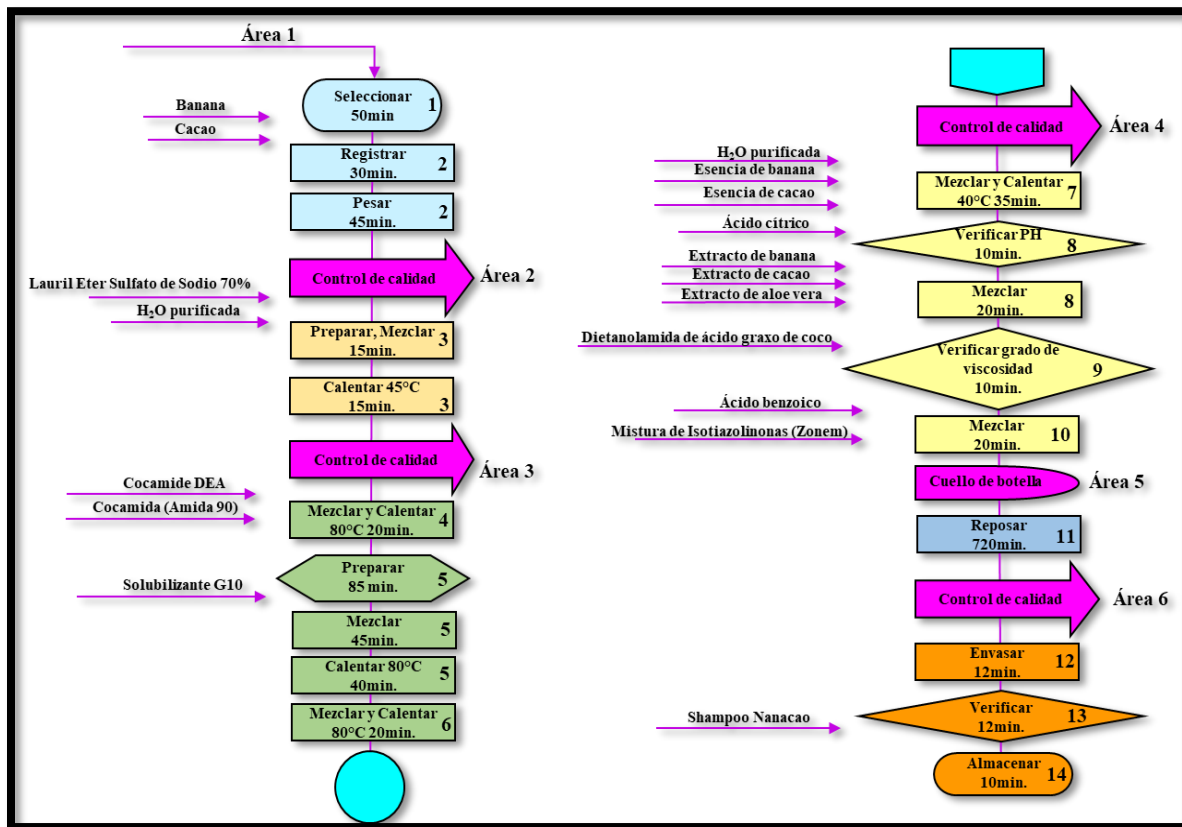 Área 1
Seleccionar 1
50min
Banana
Cacao
Registrar
30min. 2
Pesar
45min. 2
Control de calidad
Área 2
Lauril Eter Sulfato de Sodio 70%
H₂O purificada
Preparar, Mezclar
15min. 3
Calentar 45°C
15min. 3
Control de calidad
Área 3
Cocamide DEA
Cocamida (Amida 90)
Mezclar y Calentar
80°C 20min. 4
Preparar
85 min. 5
Solubilizante G10
Mezclar
45min. 5
Calentar 80°C
40min. 5
Mezclar y Calentar
80°C 20min. 6
Control de calidad
Área 4
H₂O purificada
Esencia de banana
Esencia de cacao
Mezclar y Calentar
40°C 35min. 7
Ácido cítrico
Verificar PH
10min. 8
Extracto de banana
Extracto de cacao
Extracto de aloe vera
Mezclar
20min. 8
Dietanolamida de ácido graxo de coco
Verificar grado de
viscosidad
10min. 9
Ácido benzoico
Mistura de Isotiazolinonas (Zonem)
Mezclar
20min. 10
Cuello de botella
Área 5
Reposar
720min. 11
Control de calidad
Área 6
Envasar
12min. 12
Shampoo Nanacao
Verificar
12min. 13
Almacenar
10min. 14